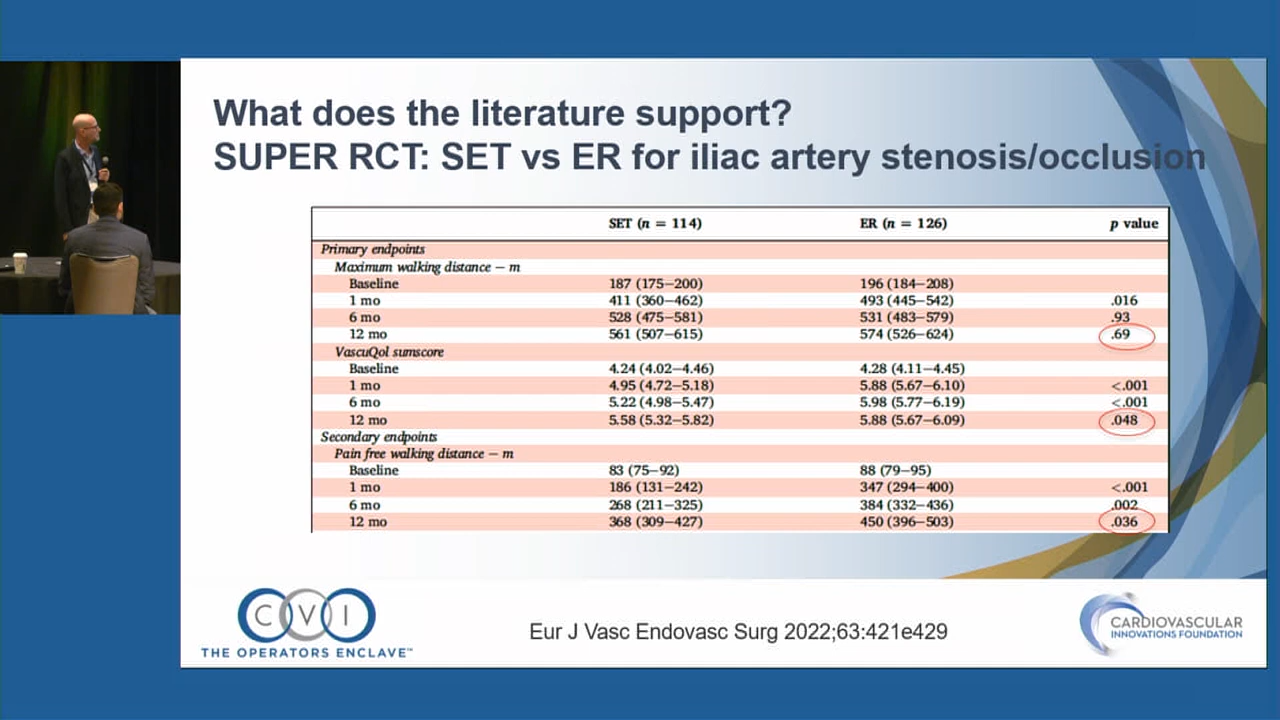 What does the literature support?
SUPER RCT: SET vs ER for iliac artery stenosis/occlusion
SET (n = 114) ER (n = 126) p value
Primary endpoints
Maximum walking distance – m
Baseline 187 (175–200) 196 (184–208)
1 mo 411 (360–462) 493 (445–542) .016
6 mo 528 (475–581) 531 (483–579) .93
12 mo 561 (507–615) 574 (526–624) .69
VascuQol sumscore
Baseline 4.24 (4.02–4.46) 4.28 (4.11–4.45)
1 mo 4.95 (4.72–5.18) 5.88 (5.67–6.10) <.001
6 mo 5.22 (4.98–5.47) 5.98 (5.77–6.19) <.001
12 mo 5.58 (5.32–5.82) 5.88 (5.67–6.09) .048
Secondary endpoints
Pain free walking distance – m
Baseline 83 (75–92) 88 (79–95)
1 mo 186 (131–242) 347 (294–400) <.001
6 mo 268 (211–325) 384 (332–436) .002
12 mo 368 (309–427) 450 (396–503) .036
CVI
THE OPERATORS ENCLAVE™
Eur J Vasc Endovasc Surg 2022;63:421e429
CARDIOVASCULAR
INNOVATIONS FOUNDATION